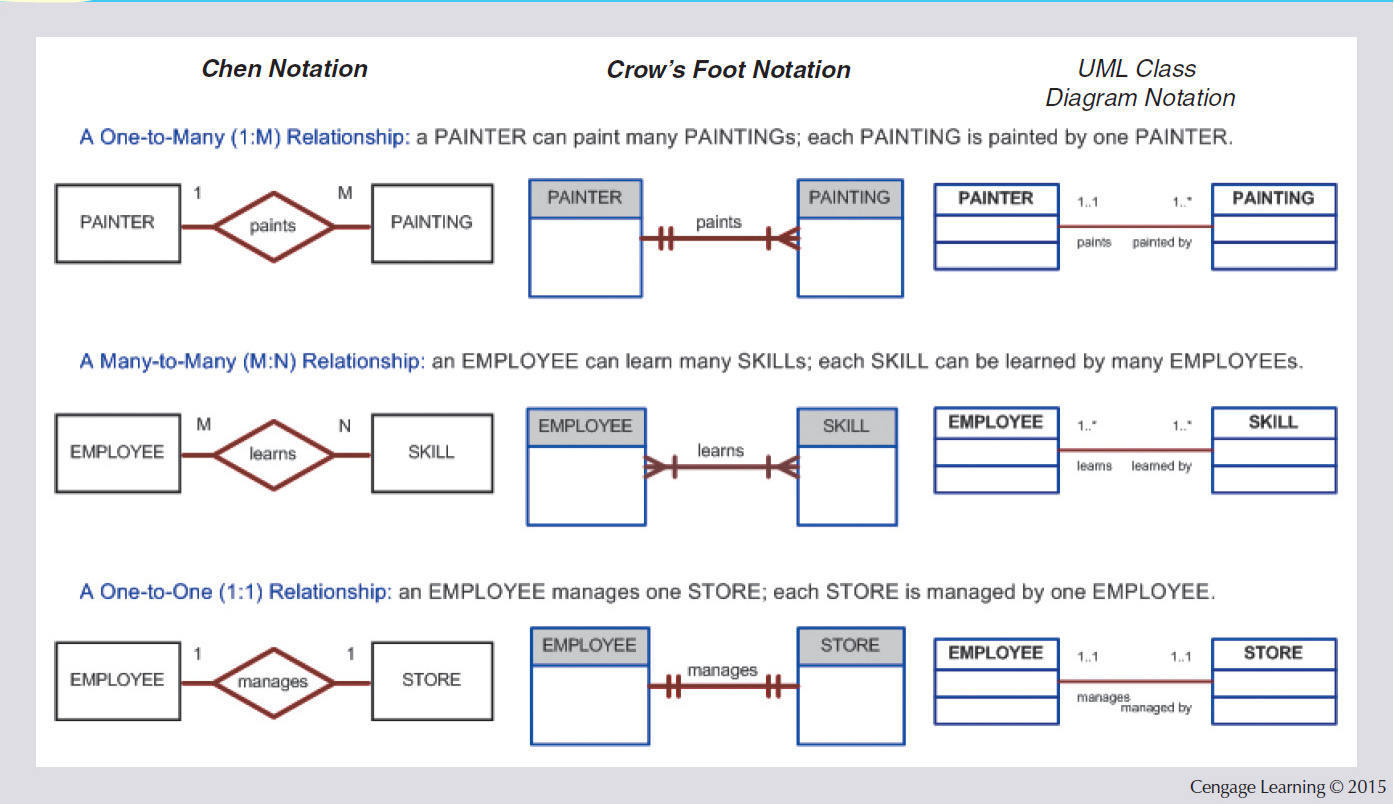 Chen Notation
Crow's Foot Notation
UML Class
Diagram Notation
A One-to-Many (1:M) Relationship: a PAINTER can paint many PAINTINGs; each PAINTING is painted by one PAINTER.
PAINTER
1
paints
M
PAINTING
PAINTER
paints
PAINTING
PAINTER
1..1
1..*
paints
painted by
PAINTING
A Many-to-Many (M:N) Relationship: an EMPLOYEE can learn many SKILLs; each SKILL can be learned by many EMPLOYEEs.
EMPLOYEE
M
learns
N
SKILL
EMPLOYEE
learns
SKILL
EMPLOYEE
1..*
1..*
learns
learned by
SKILL
A One-to-One (1:1) Relationship: an EMPLOYEE manages one STORE; each STORE is managed by one EMPLOYEE.
EMPLOYEE
1
manages
1
STORE
EMPLOYEE
manages
STORE
EMPLOYEE
1..1
1..1
manages
managed by
STORE
Cengage Learning © 2015